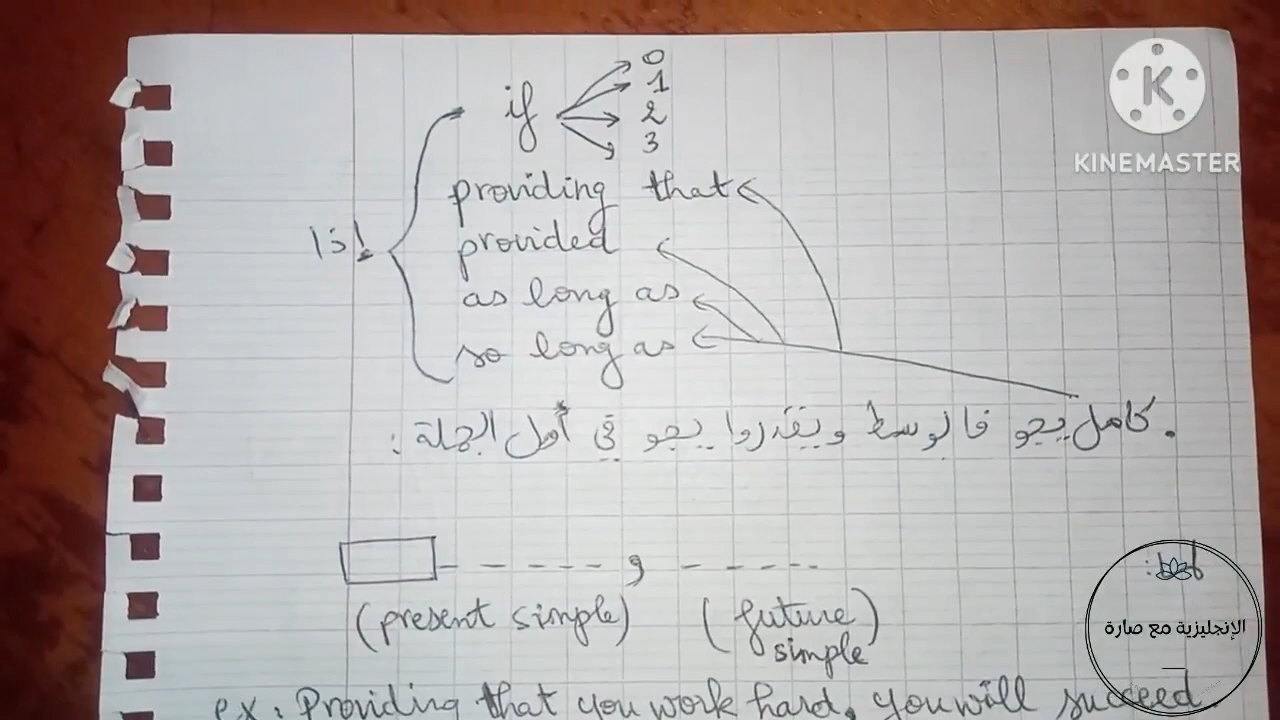 if 0
1
2
3
providing that
إذا provided
as long as
so long as
كامل يجو فالوسط ويقدروا يجو في أول الجملة :
, 
(present simple) (future simple)
ex: Providing that you work hard, you will succeed.
KINEMASTER
الإنجليزية مع صارة